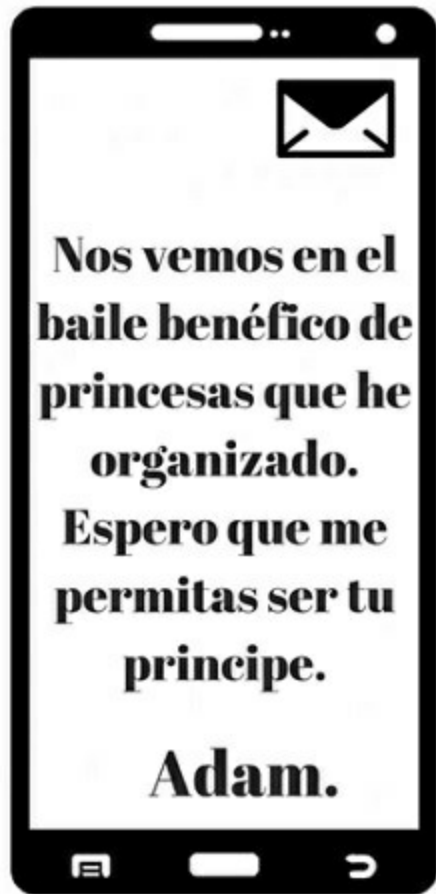 Nos vemos en el
baile benéfico de
princesas que he
organizado.
Espero que me
permitas ser tu
principe.
Adam.